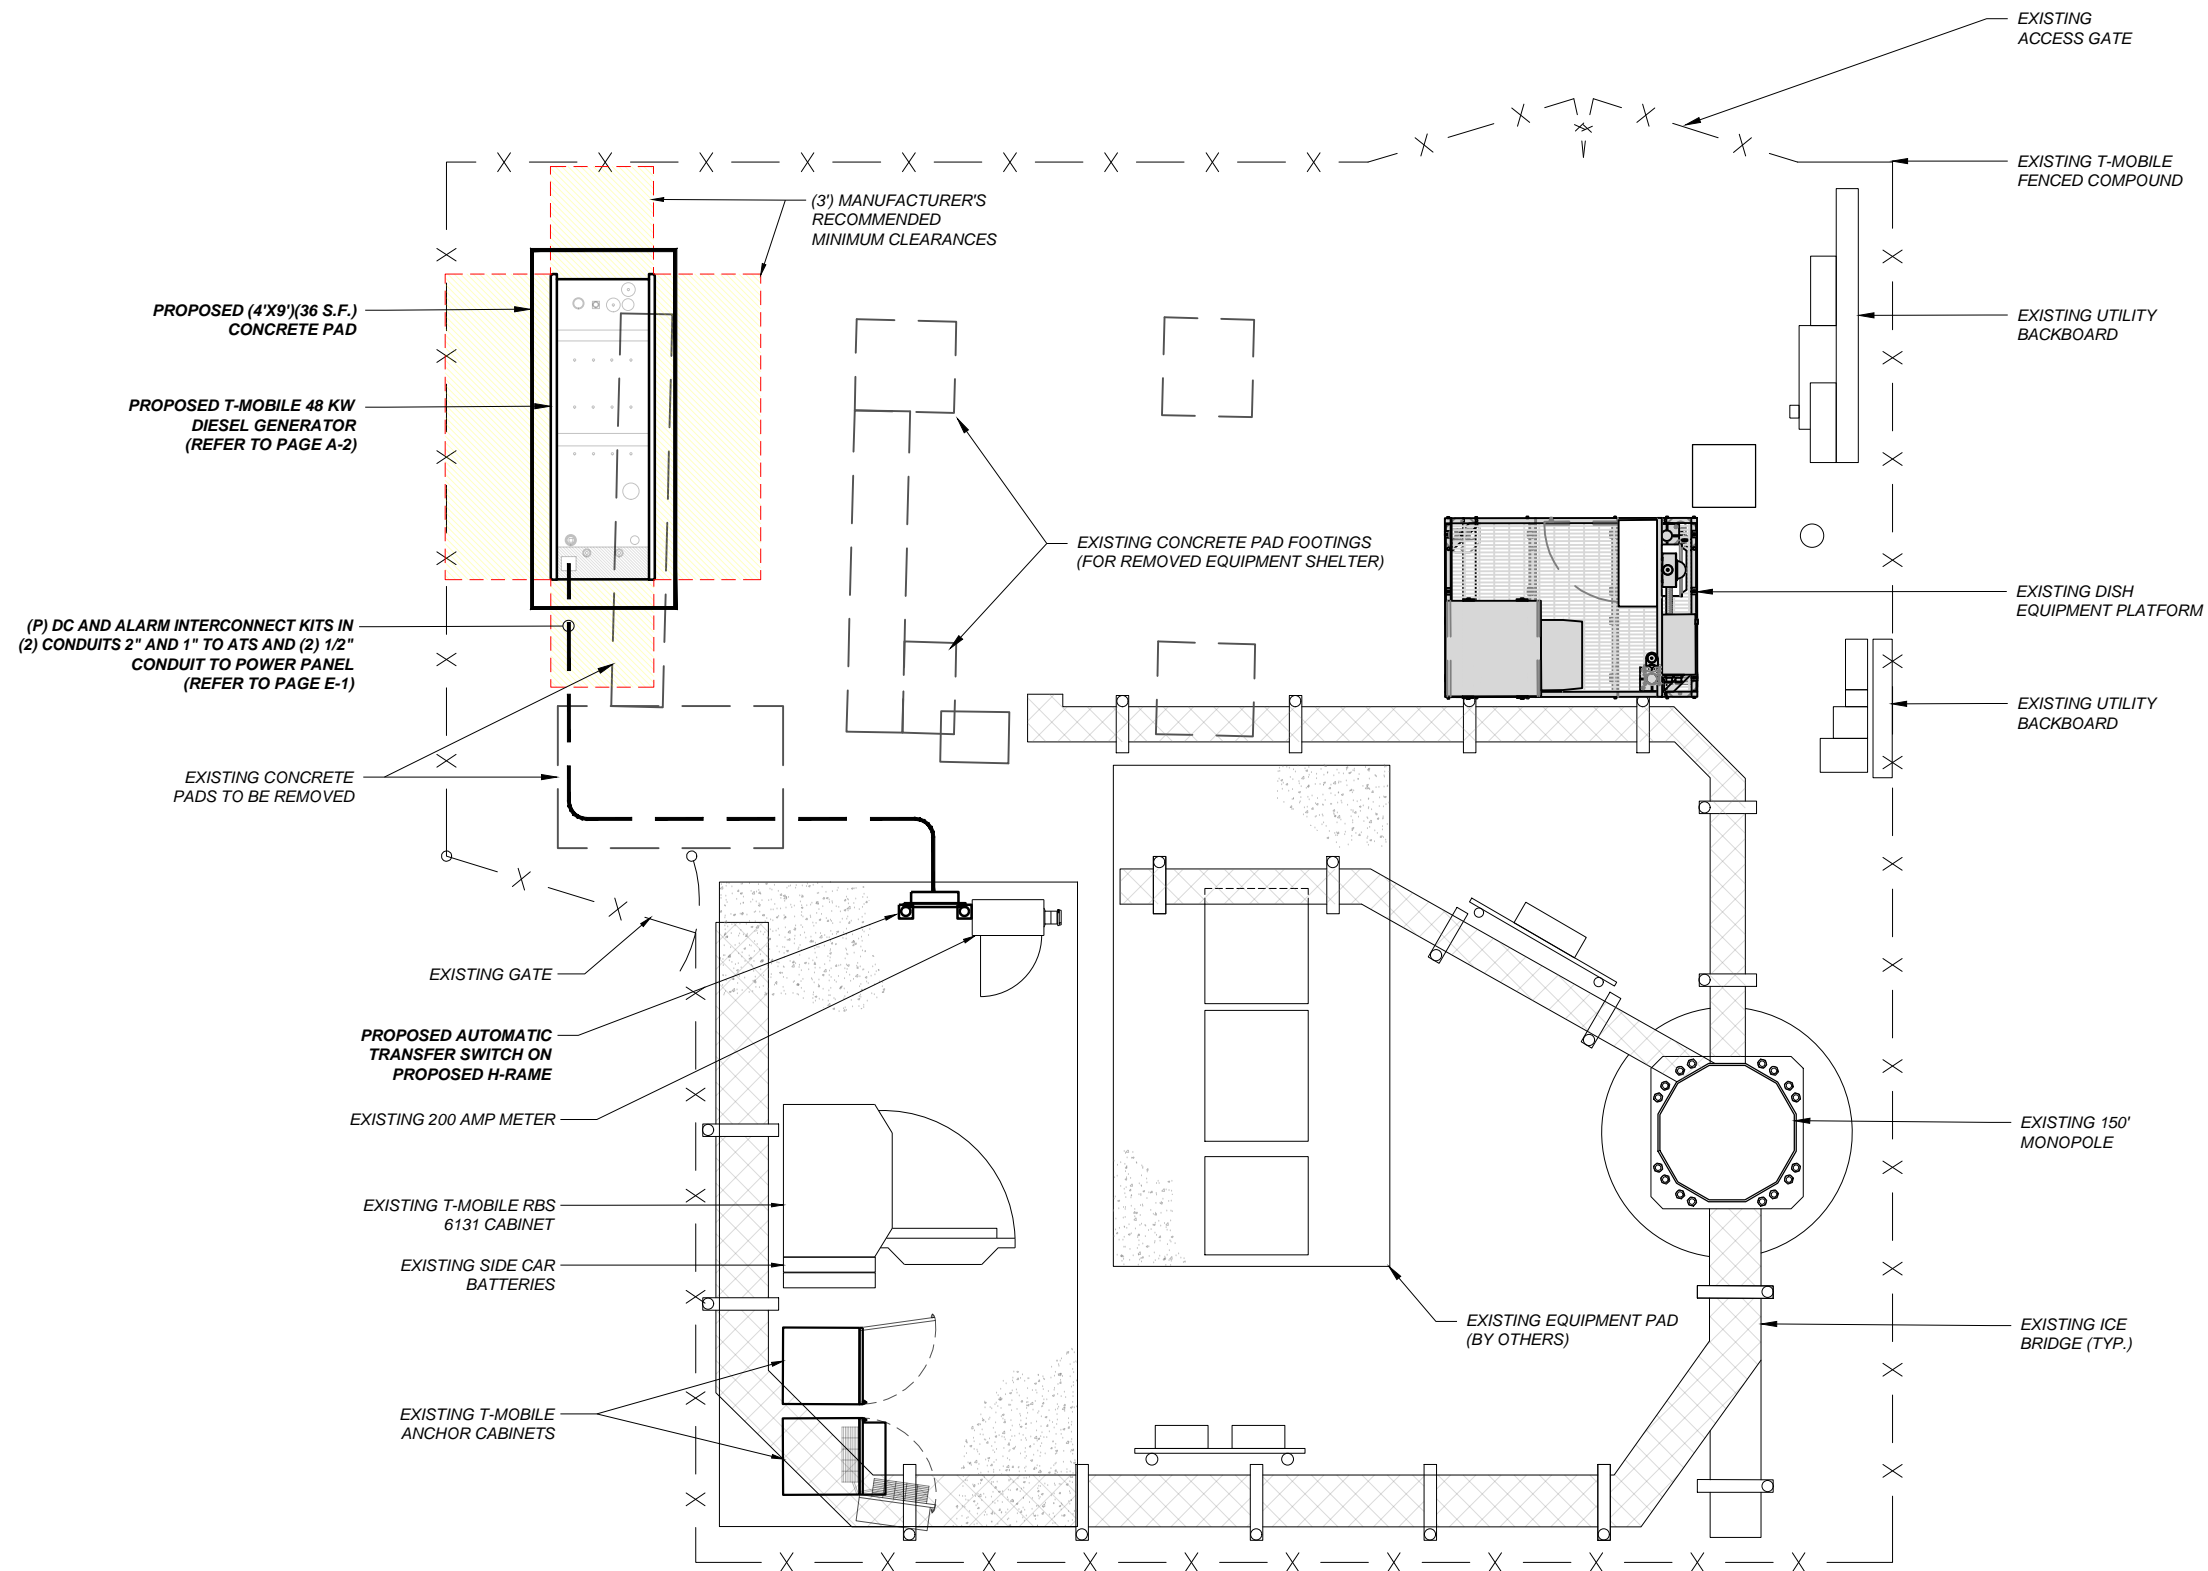 EXISTING
ACCESS GATE
EXISTING T-MOBILE
FENCED COMPOUND
(3') MANUFACTURER'S
RECOMMENDED
MINIMUM CLEARANCES
PROPOSED (4'X9')(36 S.F.)
CONCRETE PAD
EXISTING UTILITY
BACKBOARD
PROPOSED T-MOBILE 48 KW
DIESEL GENERATOR
(REFER TO PAGE A-2)
EXISTING CONCRETE PAD FOOTINGS
(FOR REMOVED EQUIPMENT SHELTER)
EXISTING DISH
EQUIPMENT PLATFORM
(P) DC AND ALARM INTERCONNECT KITS IN
(2) CONDUITS 2" AND 1" TO ATS AND (2) 1/2"
CONDUIT TO POWER PANEL
(REFER TO PAGE E-1)
EXISTING UTILITY
BACKBOARD
EXISTING CONCRETE
PADS TO BE REMOVED
EXISTING GATE
PROPOSED AUTOMATIC
TRANSFER SWITCH ON
PROPOSED H-RAME
EXISTING 200 AMP METER
EXISTING 150'
MONOPOLE
EXISTING T-MOBILE RBS
6131 CABINET
EXISTING SIDE CAR
BATTERIES
EXISTING EQUIPMENT PAD
(BY OTHERS)
EXISTING ICE
BRIDGE (TYP.)
EXISTING T-MOBILE
ANCHOR CABINETS